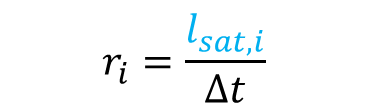 r_i = l_{sat,i} / Δt